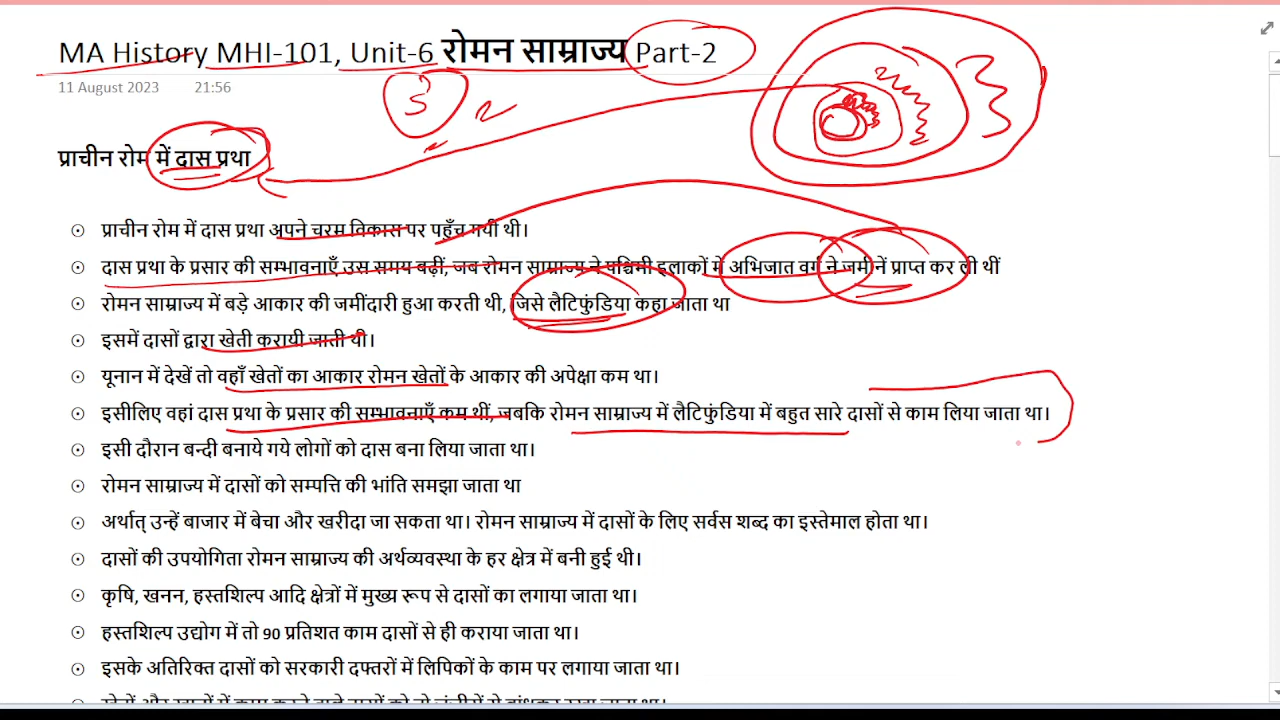 MA History MHI-101, Unit-6 रोमन साम्राज्य Part-2
11 August 2023 21:56
5
प्राचीन रोम में दास प्रथा
प्राचीन रोम में दास प्रथा अपने चरम विकास पर पहुँच गयी थी।
दास प्रथा के प्रसार की सम्भावनाएँ उस समय बढ़ीं, जब रोमन साम्राज्य ने पश्चिमी इलाकों में अभिजात वर्ग ने जमीनें प्राप्त कर ली थीं
रोमन साम्राज्य में बड़े आकार की जमींदारी हुआ करती थी, जिसे लैटिफुंडिया कहा जाता था
इसमें दासों द्वारा खेती करायी जाती थी।
यूनान में देखें तो वहाँ खेतों का आकार रोमन खेतों के आकार की अपेक्षा कम था।
इसीलिए वहां दास प्रथा के प्रसार की सम्भावनाएँ कम थीं, जबकि रोमन साम्राज्य में लैटिफुंडिया में बहुत सारे दासों से काम लिया जाता था।
इसी दौरान बन्दी बनाये गये लोगों को दास बना लिया जाता था।
रोमन साम्राज्य में दासों को सम्पत्ति की भांति समझा जाता था
अर्थात् उन्हें बाजार में बेचा और खरीदा जा सकता था। रोमन साम्राज्य में दासों के लिए सर्वस शब्द का इस्तेमाल होता था।
दासों की उपयोगिता रोमन साम्राज्य की अर्थव्यवस्था के हर क्षेत्र में बनी हुई थी।
कृषि, खनन, हस्तशिल्प आदि क्षेत्रों में मुख्य रूप से दासों का लगाया जाता था।
हस्तशिल्प उद्योग में तो 90 प्रतिशत काम दासों से ही कराया जाता था।
इसके अतिरिक्त दासों को सरकारी दफ्तरों में लिपिकों के काम पर लगाया जाता था।